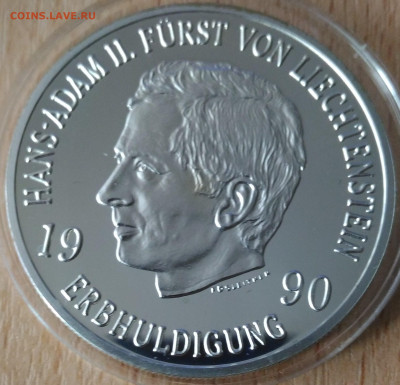 COINS.LAVE.RU
HANS-ADAM II. FÜRST VON LIECHTENSTEIN
19 90
ERBHULDIGUNG